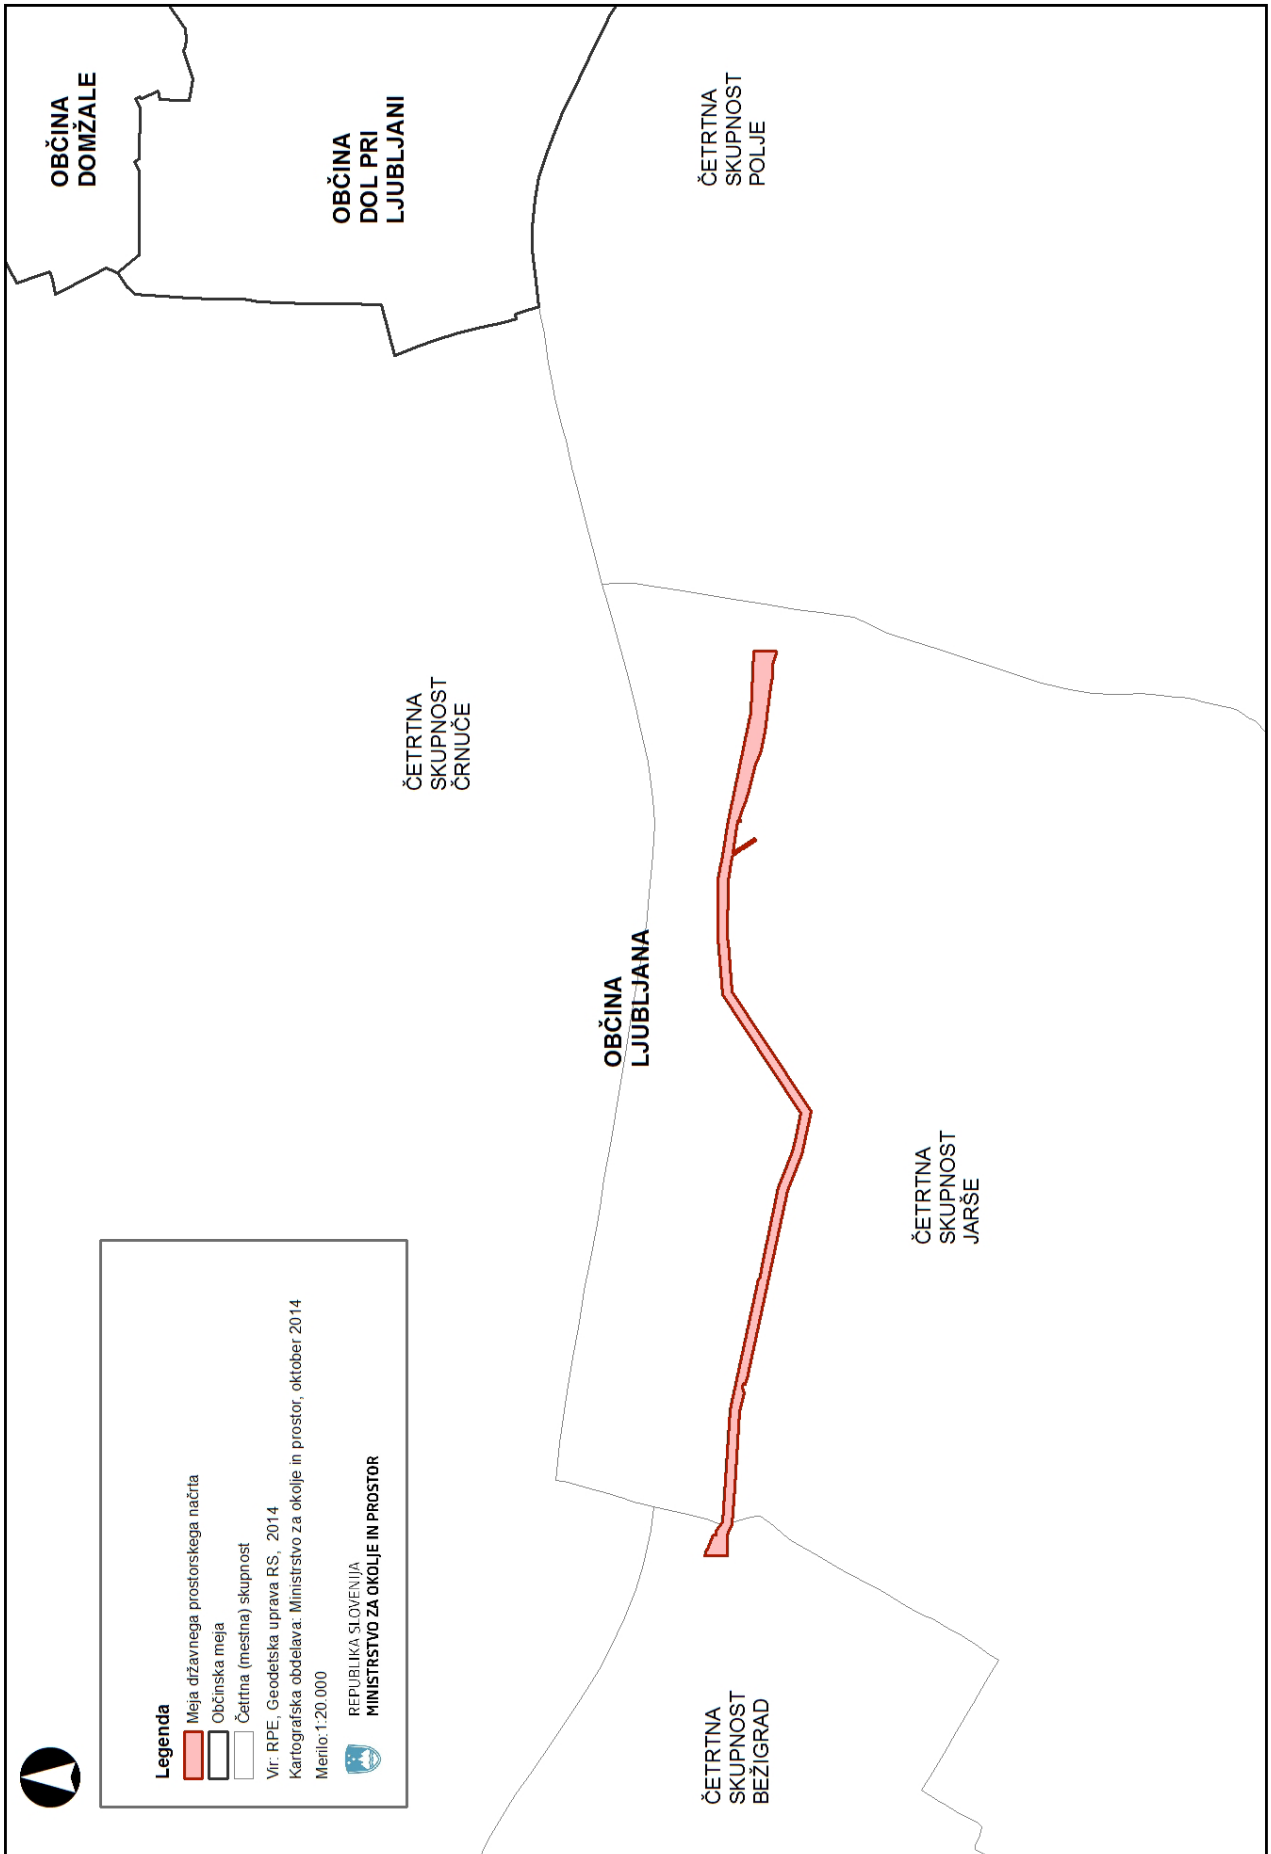 OBČINA
DOMŽALE
OBČINA
DOL PRI
LJUBLJANI
ČETRTNA
SKUPNOST
POLJE
ČETRTNA
SKUPNOST
ČRNUČE
OBČINA
LJUBLJANA
ČETRTNA
SKUPNOST
JARŠE
ČETRTNA
SKUPNOST
BEŽIGRAD
Legenda
Meja državnega prostorskega načrta
Občinska meja
Četrtna (mestna) skupnost
Vir: RPE, Geodetska uprava RS, 2014
Kartografska obdelava: Ministrstvo za okolje in prostor, oktober 2014
Merilo:1:20.000
REPUBLIKA SLOVENIJA
MINISTRSTVO ZA OKOLJE IN PROSTOR